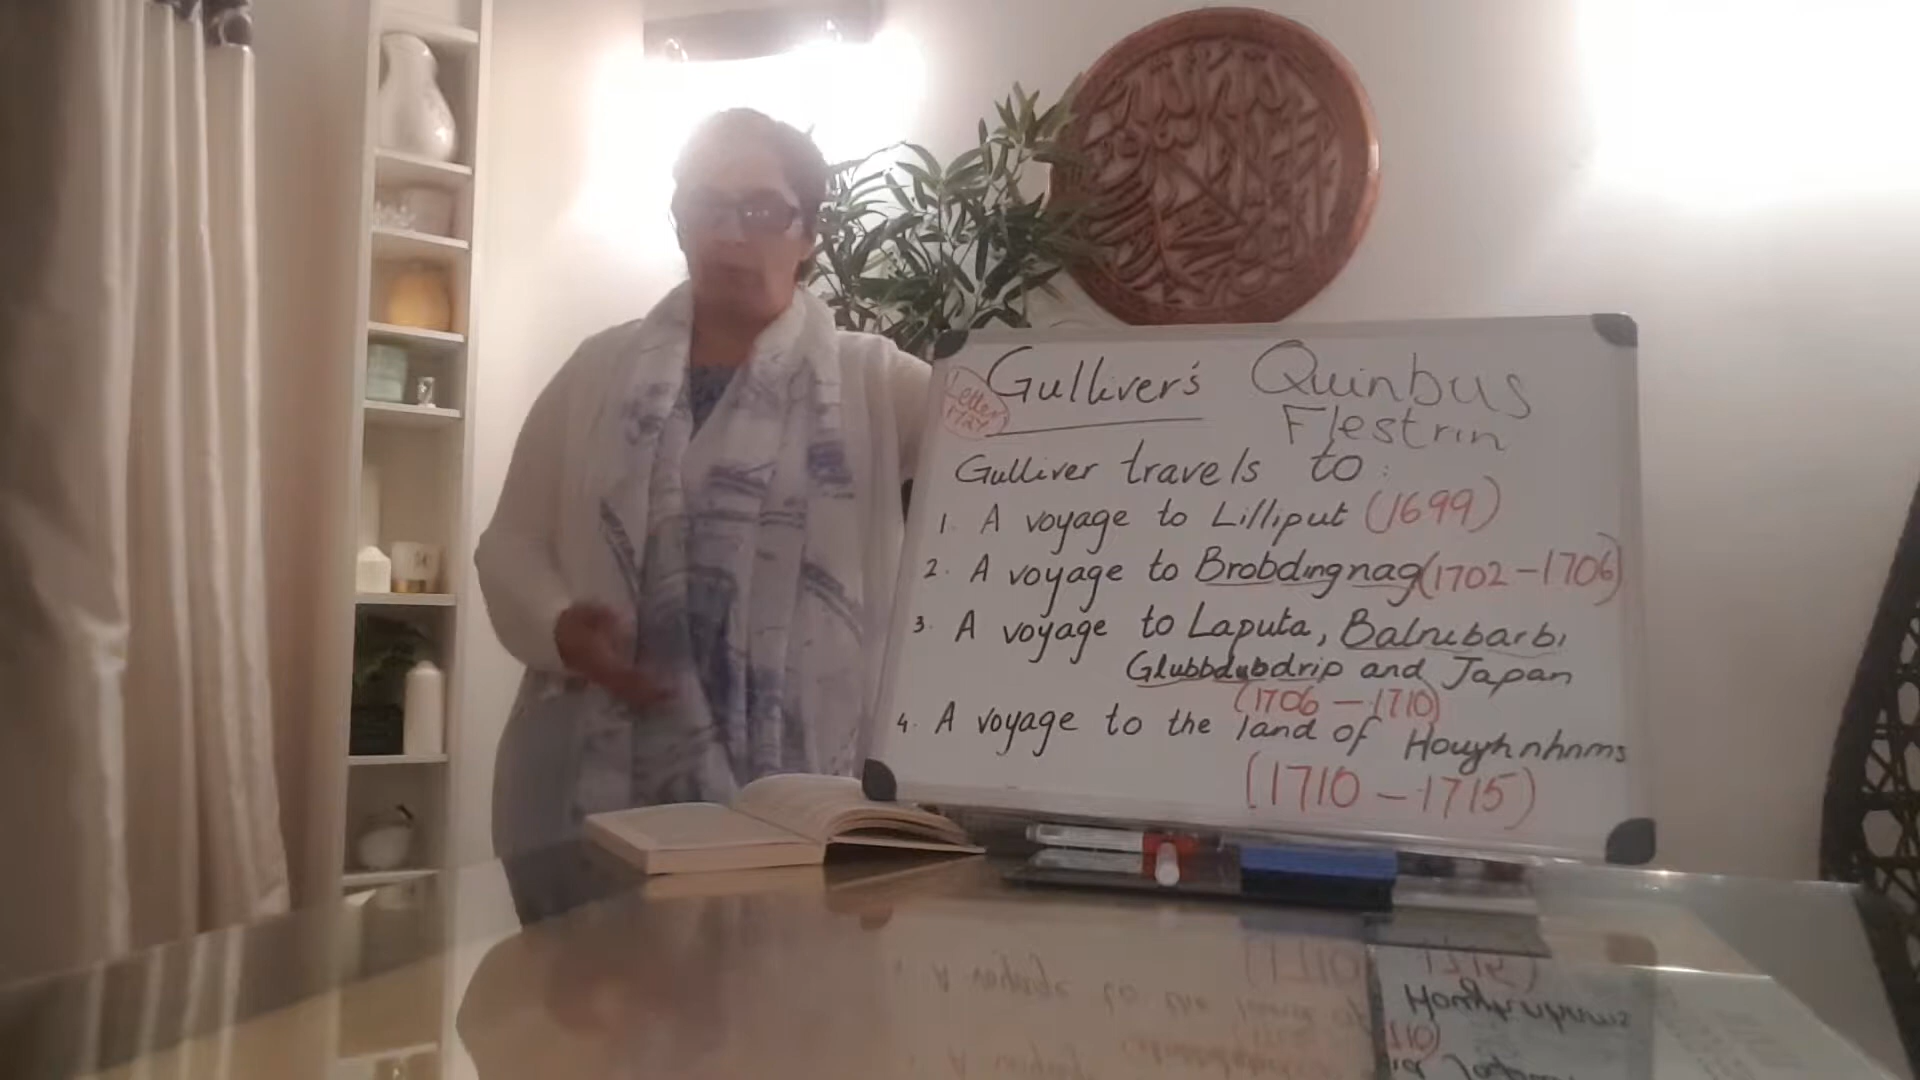 Gulliver's Quinbus
Flestrin
Letter
Gulliver travels to:
1. A voyage to Lilliput (1699)
2. A voyage to Brobdingnag (1702-1706)
3. A voyage to Laputa, Balnibarbi
Glubbdubdrip and Japan
(1706-1710)
4. A voyage to the land of Houyhnhnms
(1710-1715)